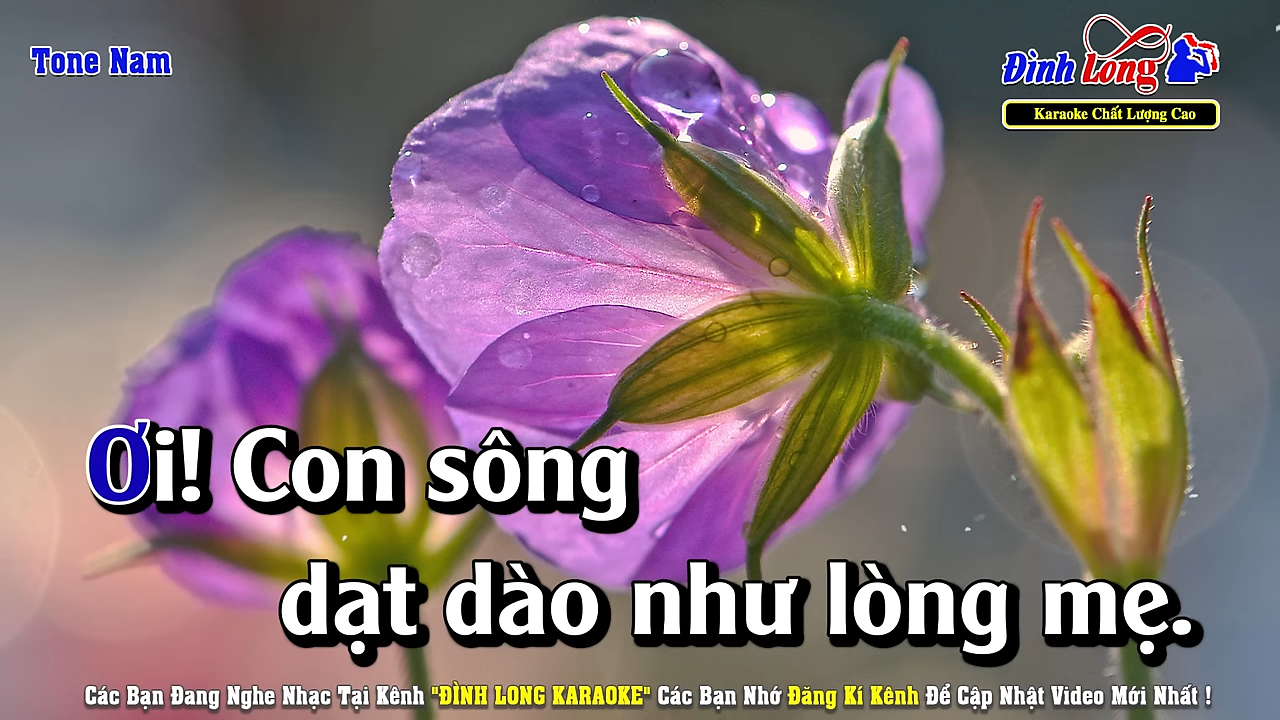 Tone Nam
Đình Long
Karaoke Chất Lượng Cao
Ơi! Con sông
dạt dào như lòng mẹ.
Các Bạn Đang Nghe Nhạc Tại Kênh "ĐÌNH LONG KARAOKE" Các Bạn Nhớ Đăng Kí Kênh Để Cập Nhật Video Mới Nhất !